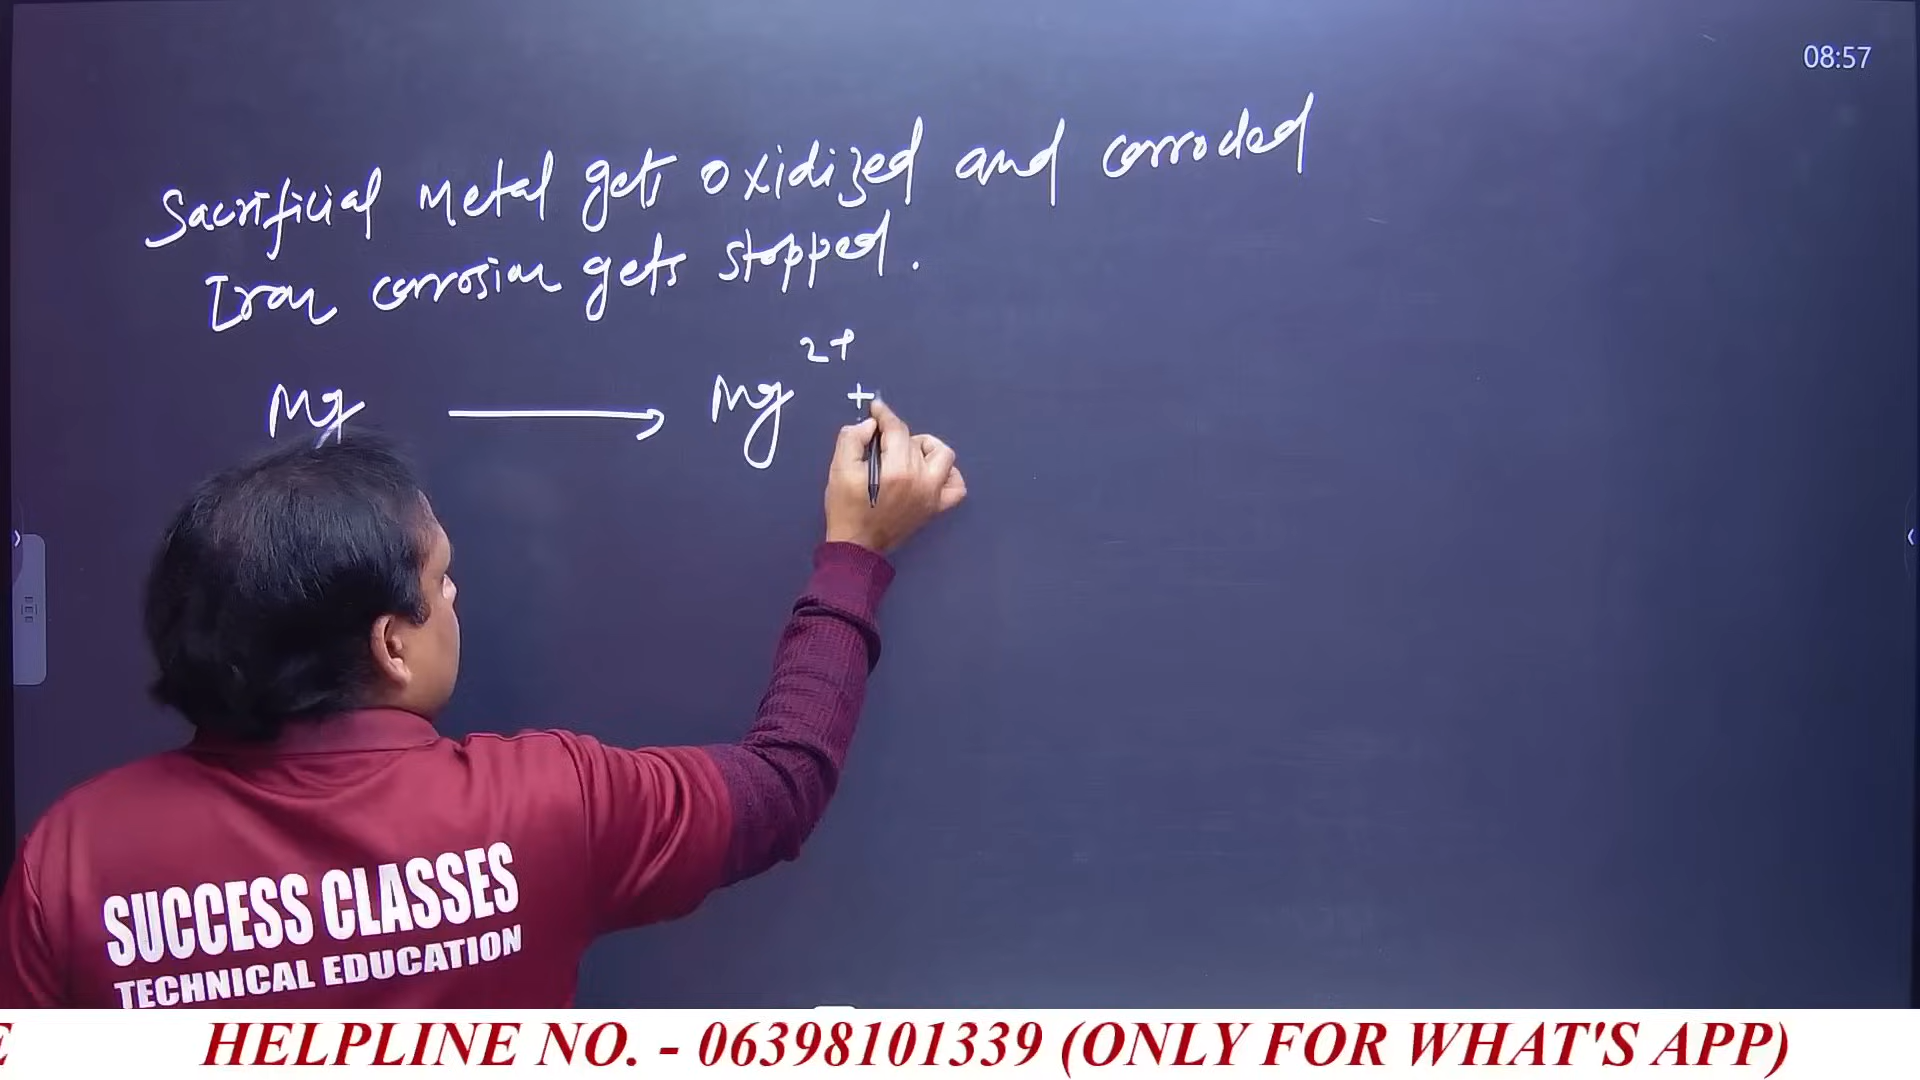 08:57
Sacrificial Metal gets oxidized and corroded
Iron corrosion gets stopped.
Mg ⟶ Mg²⁺ +
SUCCESS CLASSES
TECHNICAL EDUCATION
E HELPLINE NO. - 06398101339 (ONLY FOR WHAT'S APP)